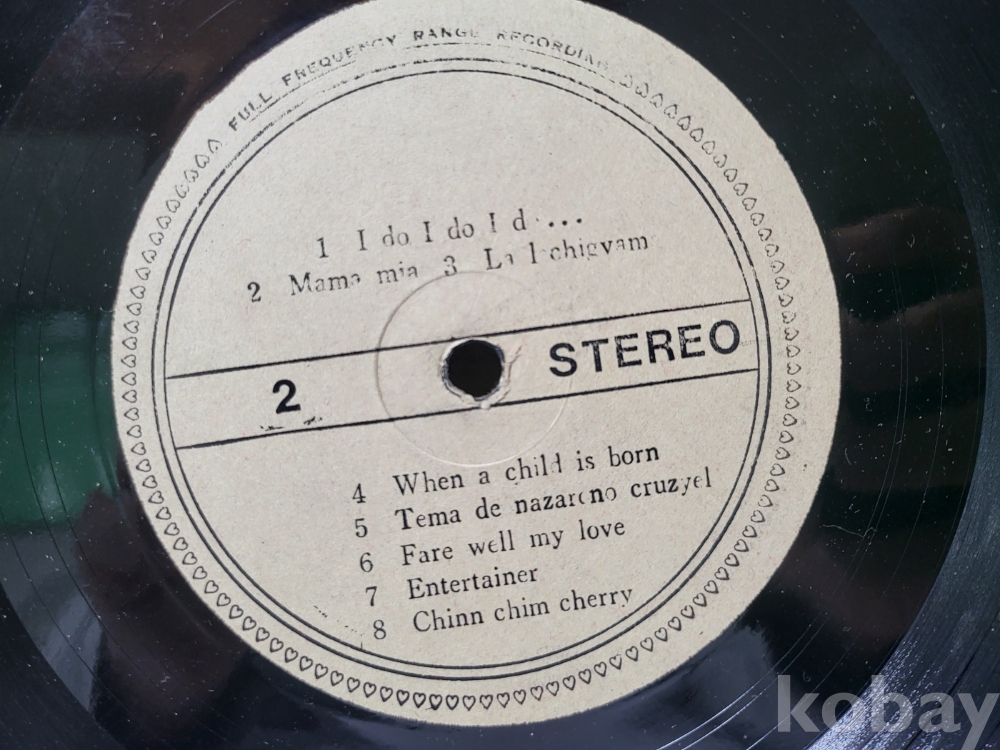 FULL FREQUENCY RANGE RECORDING
1 I do I do I d ...
2 Mama mia 3 La
2 STEREO
4 When a child is born
5 Tema de nazareno cruzyel
6 Fare well my love
7 Entertainer
8 Chinn chim cherry
kobay